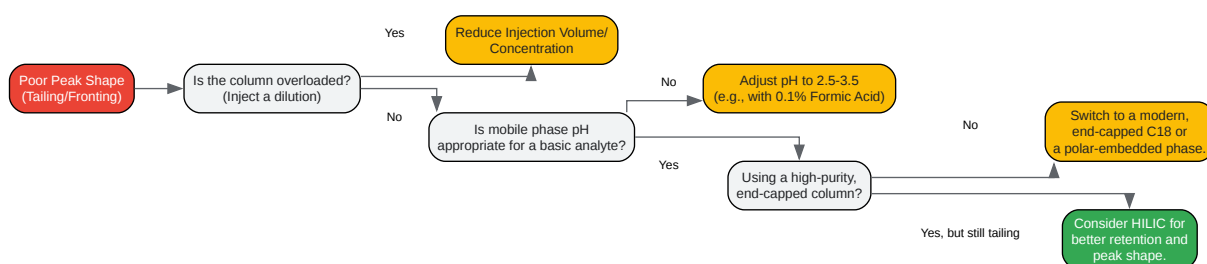 Poor Peak Shape
(Tailing/Fronting)
Is the column overloaded?
(Inject a dilution)
Yes
Reduce Injection Volume/
Concentration
No
Is mobile phase pH
appropriate for a basic analyte?
No
Adjust pH to 2.5-3.5
(e.g., with 0.1% Formic Acid)
Yes
Using a high-purity,
end-capped column?
No
Switch to a modern,
end-capped C18 or
a polar-embedded phase.
Yes, but still tailing
Consider HILIC for
better retention and
peak shape.